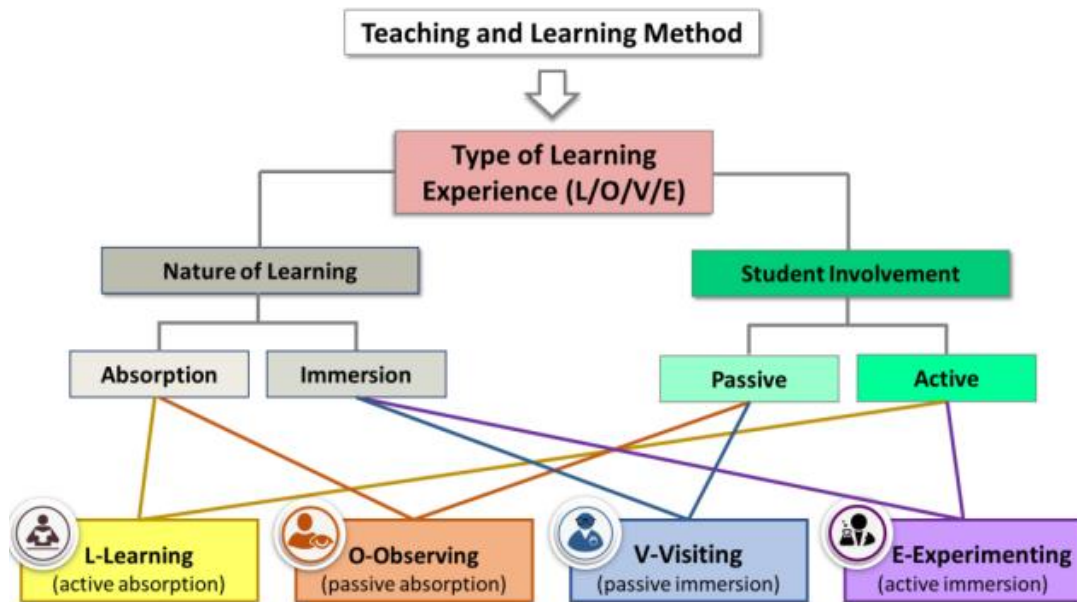 Teaching and Learning Method
Type of Learning
Experience (L/O/V/E)
Nature of Learning
Student Involvement
Absorption
Immersion
Passive
Active
L-Learning
(active absorption)
O-Observing
(passive absorption)
V-Visiting
(passive immersion)
E-Experimenting
(active immersion)